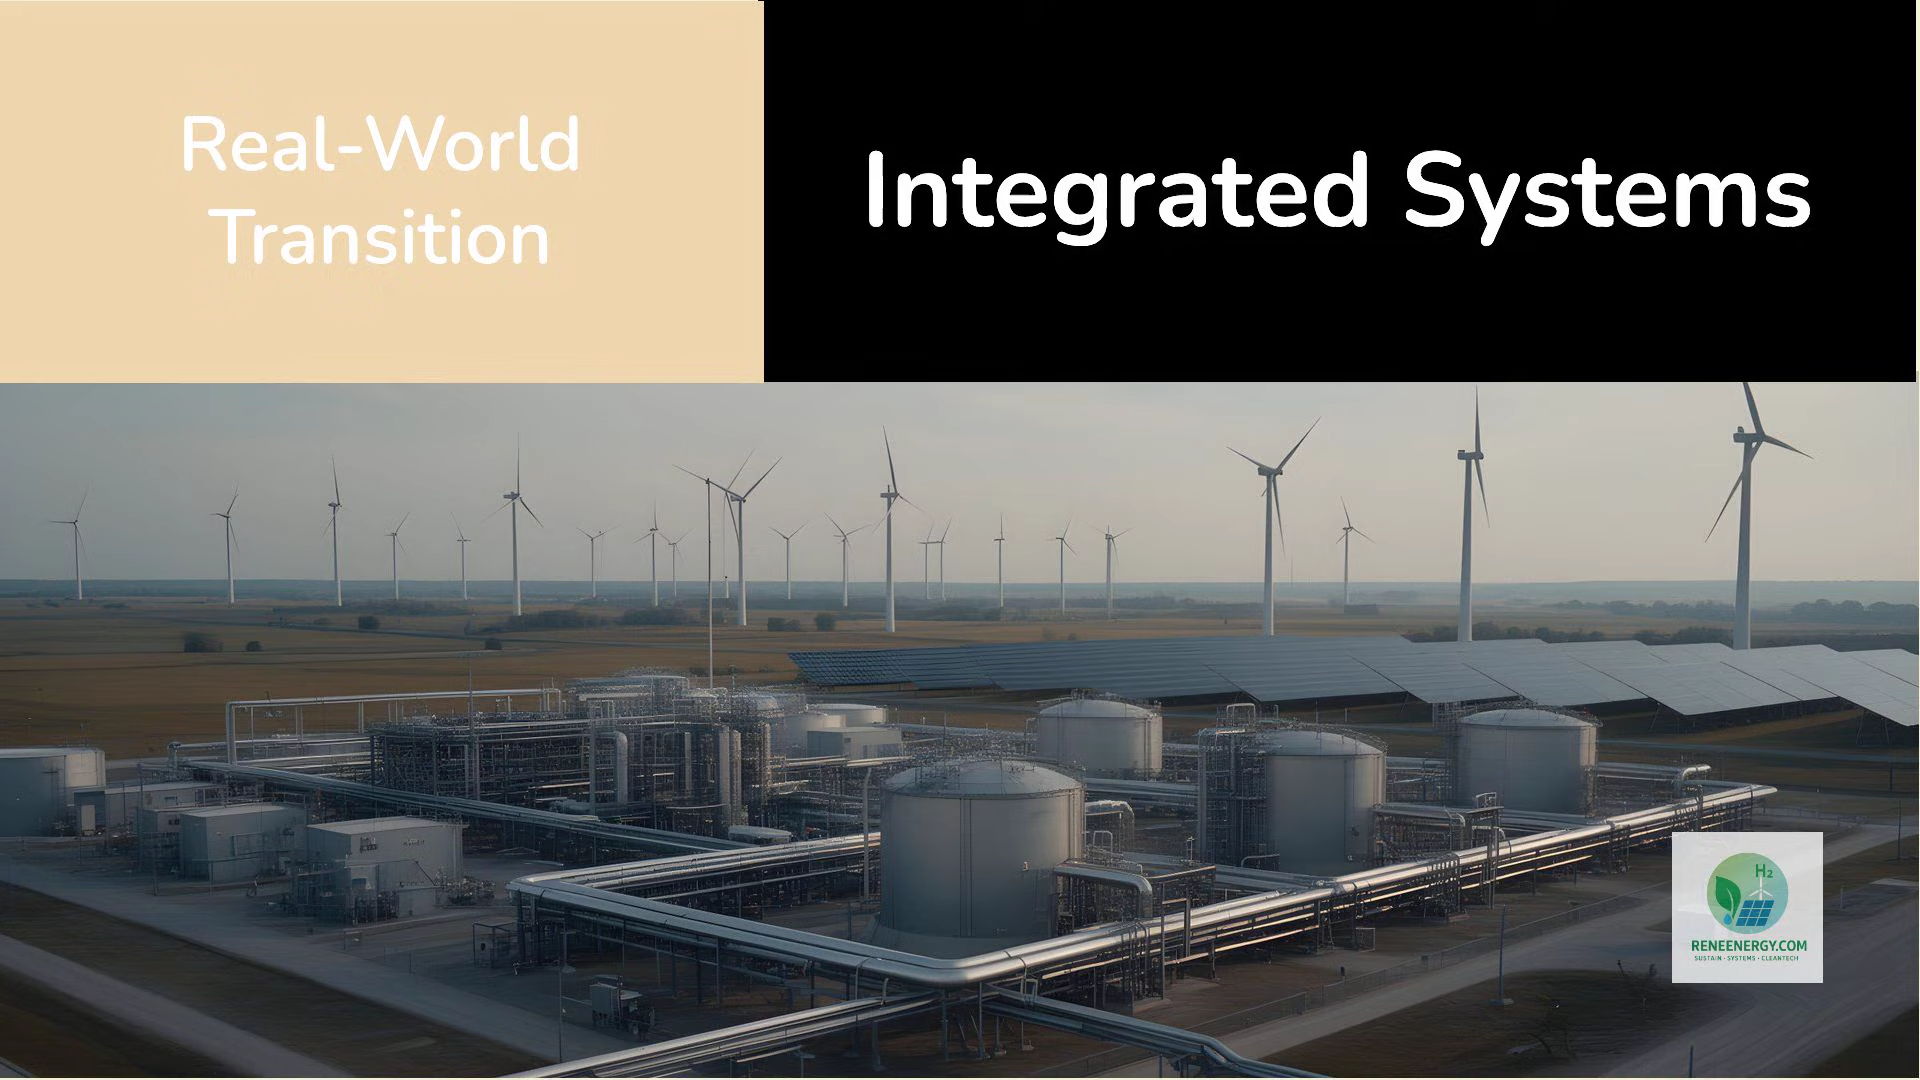 Real-World
Transition
Integrated Systems
H₂
RENEENERGY.COM
SUSTAIN · SYSTEMS · CLEANTECH